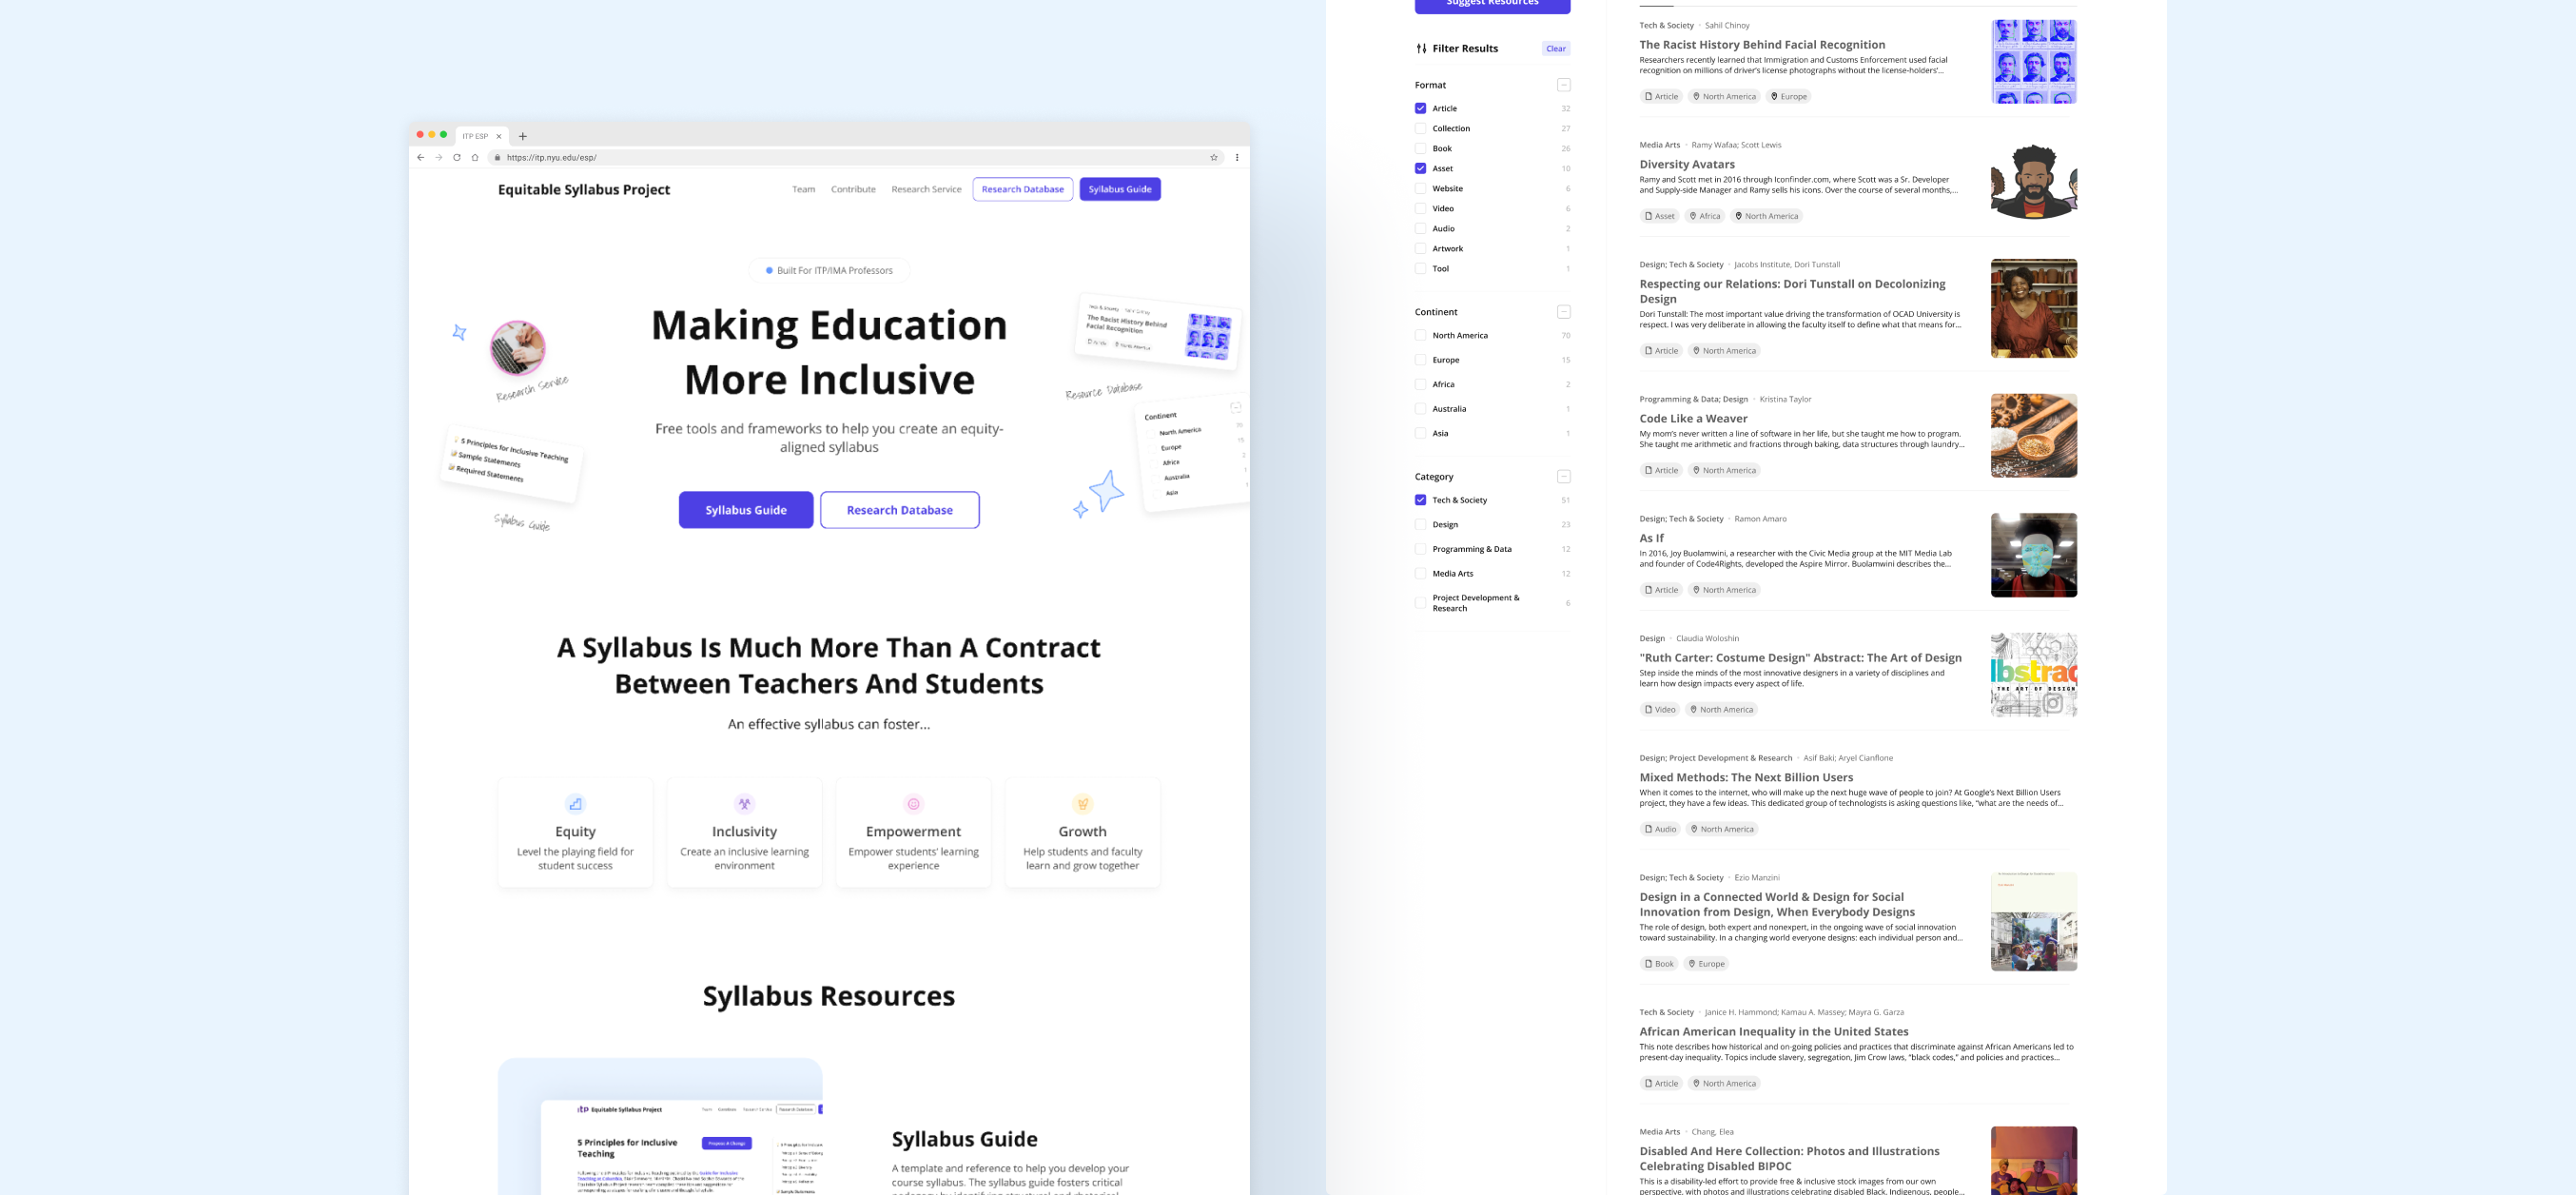 ITP ESP
https://itp.nyu.edu/esp/
Equitable Syllabus Project
Team Contribute Research Service Research Database Syllabus Guide
Built For ITP/IMA Professors
Making Education
More Inclusive
Free tools and frameworks to help you create an equity-
aligned syllabus
Syllabus Guide Research Database
Research Service
5 Principles for Inclusive Teaching
Sample Statements
Required Statements
Syllabus Guide
Tech & Society · Sahil Chinoy
The Racist History Behind
Facial Recognition
Article North America
Resource Database
Continent
North America 70
Europe 15
Africa 2
Australia 1
Asia 1
A Syllabus Is Much More Than A Contract
Between Teachers And Students
An effective syllabus can foster...
Equity
Level the playing field for
student success
Inclusivity
Create an inclusive learning
environment
Empowerment
Empower students' learning
experience
Growth
Help students and faculty
learn and grow together
Syllabus Resources
itp Equitable Syllabus Project
5 Principles for Inclusive
Teaching
Propose A Change
Syllabus Guide
A template and reference to help you develop your
course syllabus. The syllabus guide fosters critical
Suggest Resources
Filter Results Clear
Format
Article 32
Collection 27
Book 26
Asset 10
Website 6
Video 6
Audio 2
Artwork 1
Tool 1
Continent
North America 70
Europe 15
Africa 2
Australia 1
Asia 1
Category
Tech & Society 51
Design 23
Programming & Data 12
Media Arts 12
Project Development &
Research 6
Tech & Society · Sahil Chinoy
The Racist History Behind Facial Recognition
Researchers recently learned that Immigration and Customs Enforcement used facial
recognition on millions of driver's license photographs without the license-holders'...
Article North America Europe
Media Arts · Ramy Wafaa; Scott Lewis
Diversity Avatars
Ramy and Scott met in 2016 through Iconfinder.com, where Scott was a Sr. Developer
and Supply-side Manager and Ramy sells his icons. Over the course of several months,...
Asset Africa North America
Design; Tech & Society · Jacobs Institute, Dori Tunstall
Respecting our Relations: Dori Tunstall on Decolonizing
Design
Dori Tunstall: The most important value driving the transformation of OCAD University is
respect. I was very deliberate in allowing the faculty itself to define what that means for...
Article North America
Programming & Data; Design · Kristina Taylor
Code Like a Weaver
My mom's never written a line of software in her life, but she taught me how to program.
She taught me arithmetic and fractions through baking, data structures through laundry...
Article North America
Design; Tech & Society · Ramon Amaro
As If
In 2016, Joy Buolamwini, a researcher with the Civic Media group at the MIT Media Lab
and founder of Code4Rights, developed the Aspire Mirror. Buolamwini describes the...
Article North America
Design · Claudia Woloshin
"Ruth Carter: Costume Design" Abstract: The Art of Design
Step inside the minds of the most innovative designers in a variety of disciplines and
learn how design impacts every aspect of life.
Video North America
THE ART OF DESIGN
Design; Project Development & Research · Asif Baki; Aryel Cianflone
Mixed Methods: The Next Billion Users
When it comes to the internet, who will make up the next huge wave of people to join? At Google's Next Billion Users
project, they have a few ideas. This dedicated group of technologists is asking questions like, "what are the needs of...
Audio North America
Design; Tech & Society · Ezio Manzini
Design in a Connected World & Design for Social
Innovation from Design, When Everybody Designs
The role of design, both expert and nonexpert, in the ongoing wave of social innovation
toward sustainability. In a changing world everyone designs: each individual person and...
Book Europe
Tech & Society · Janice H. Hammond; Kamau A. Massey; Mayra G. Garza
African American Inequality in the United States
This note describes how historical and on-going policies and practices that discriminate against African Americans led to
present-day inequality. Topics include slavery, segregation, Jim Crow laws, "black codes," and policies and practices...
Article North America
Media Arts · Chang, Elea
Disabled And Here Collection: Photos and Illustrations
Celebrating Disabled BIPOC
This is a disability-led effort to provide free & inclusive stock images from our own
perspective, with photos and illustrations celebrating disabled Black, Indigenous, people...